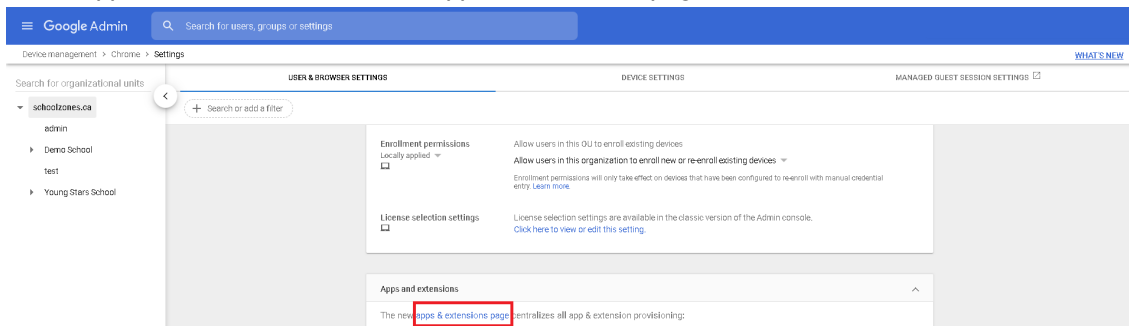 Google Admin
Search for users, groups or settings
Device management > Chrome > Settings
WHAT'S NEW
Search for organizational units
schoolzones.ca
admin
Demo School
test
Young Stars School
USER & BROWSER SETTINGS
DEVICE SETTINGS
MANAGED GUEST SESSION SETTINGS
+ Search or add a filter
Enrollment permissions
Locally applied
Allow users in this OU to enroll existing devices
Allow users in this organization to enroll new or re-enroll existing devices
Enrollment permissions will only take effect on devices that have been configured to re-enroll with manual credential
entry. Learn more.
License selection settings
License selection settings are available in the classic version of the Admin console.
Click here to view or edit this setting.
Apps and extensions
The new apps & extensions page centralizes all app & extension provisioning: